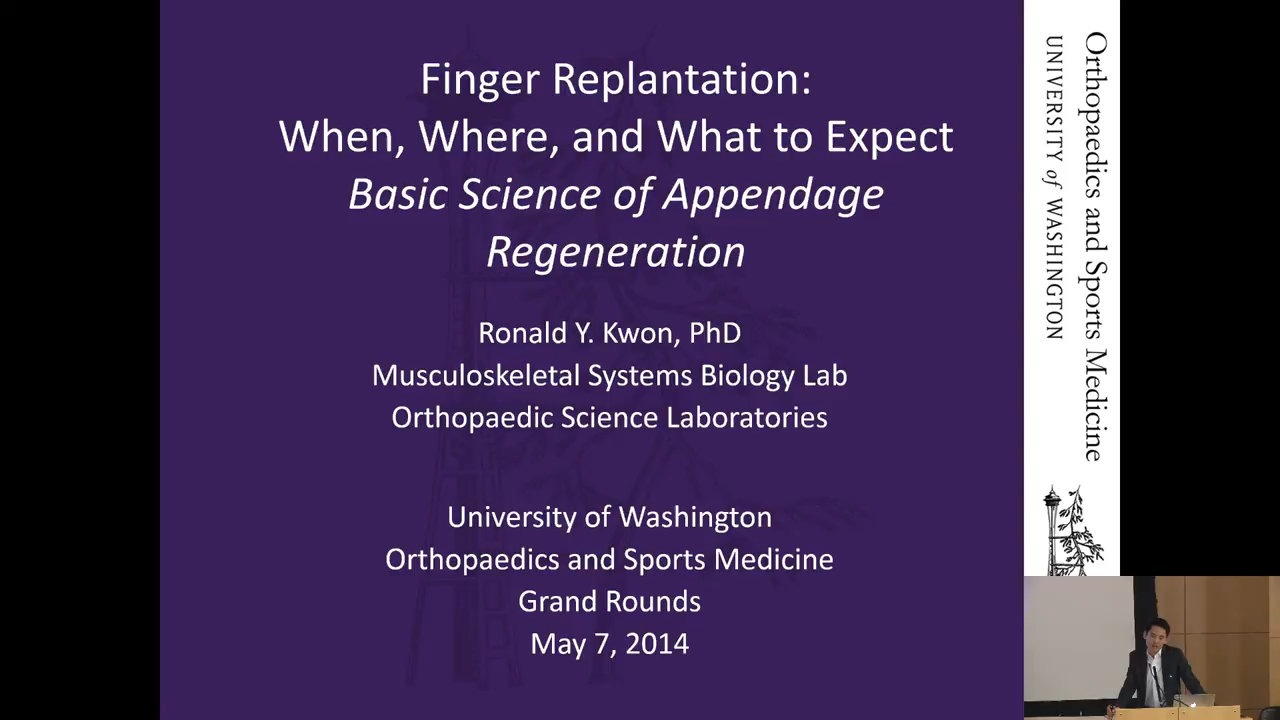 Finger Replantation:
When, Where, and What to Expect
Basic Science of Appendage
Regeneration
Ronald Y. Kwon, PhD
Musculoskeletal Systems Biology Lab
Orthopaedic Science Laboratories
University of Washington
Orthopaedics and Sports Medicine
Grand Rounds
May 7, 2014
Orthopaedics and Sports Medicine
UNIVERSITY of WASHINGTON